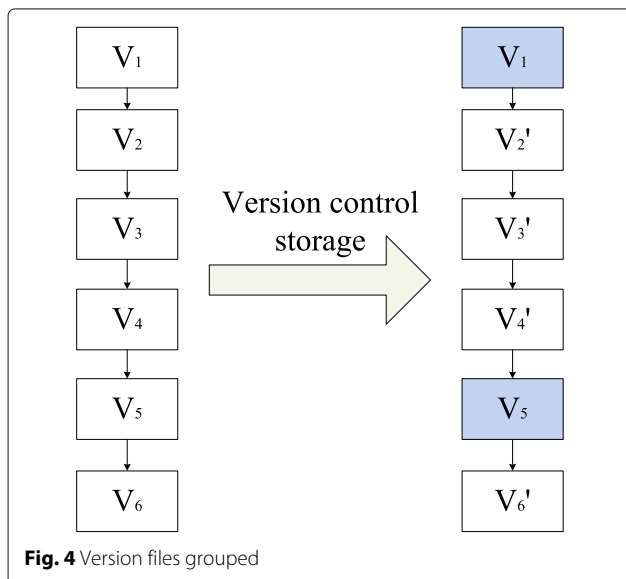 V₁
V₂
V₃
V₄
V₅
V₆
Version control
storage
V₁
V₂'
V₃'
V₄'
V₅
V₆'
Fig. 4 Version files grouped